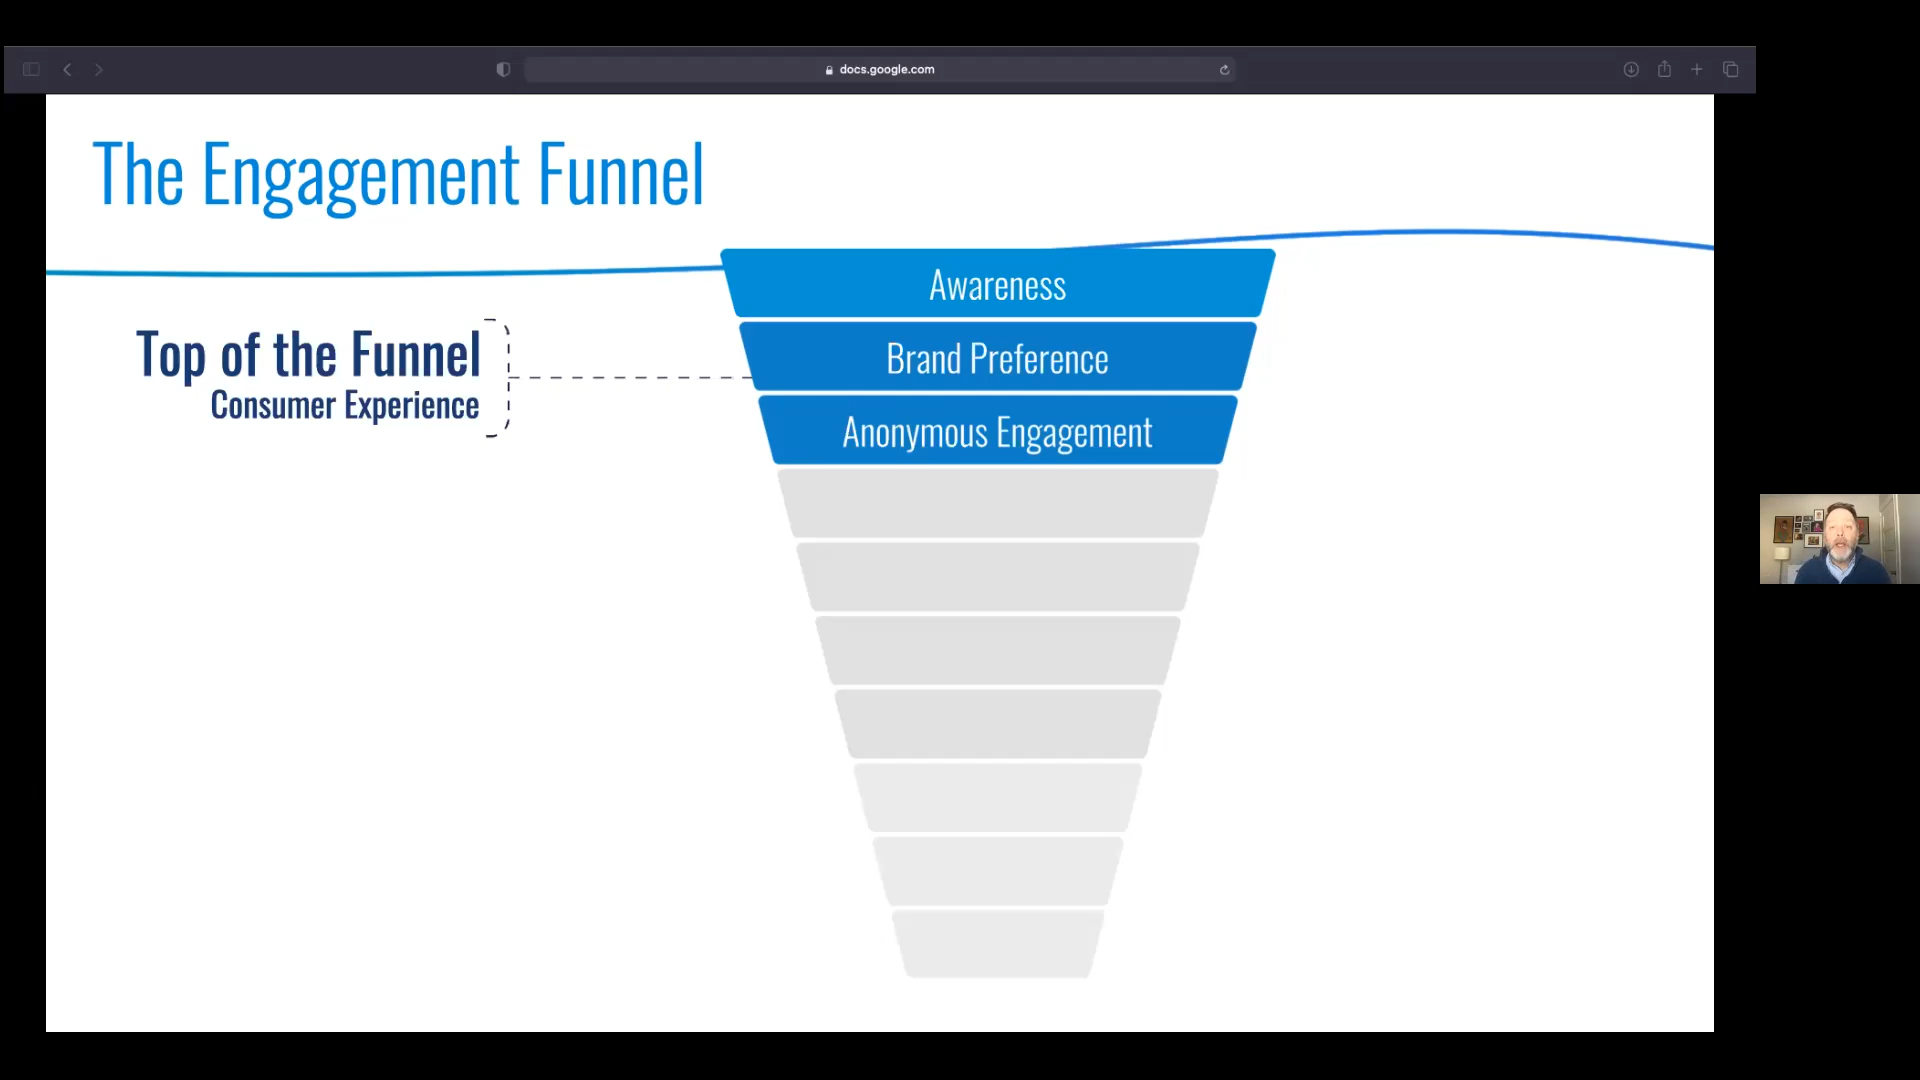 docs.google.com
The Engagement Funnel
Awareness
Top of the Funnel
Consumer Experience
Brand Preference
Anonymous Engagement